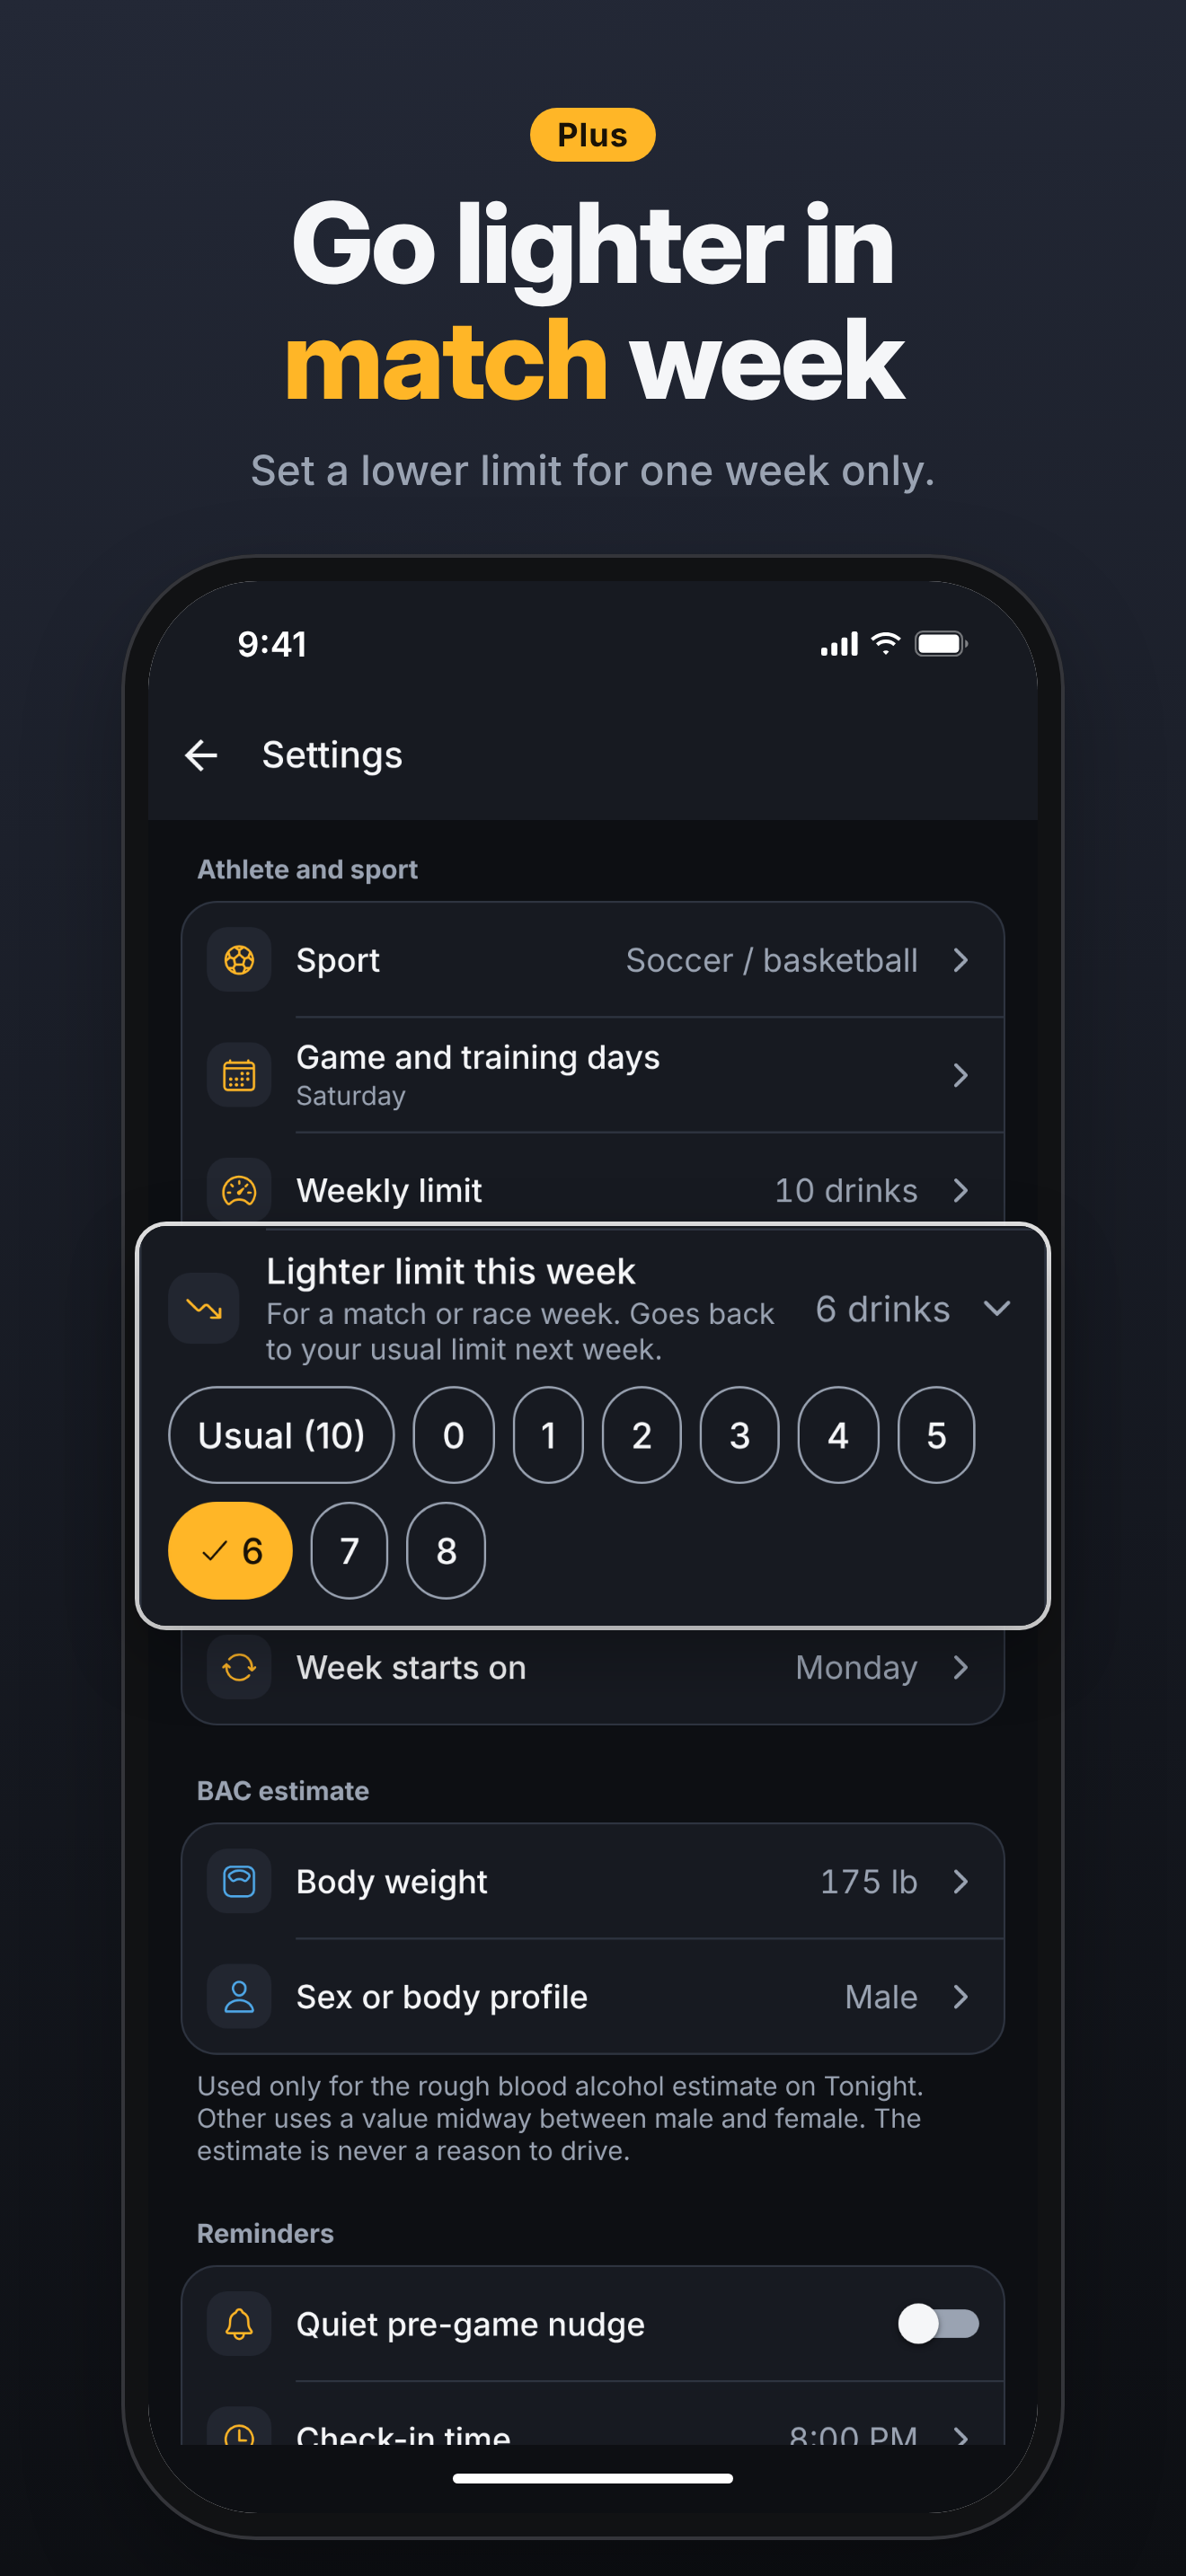 Plus
Go lighter in
match week
Set a lower limit for one week only.
9:41
Settings
Athlete and sport
Sport
Soccer / basketball
Game and training days
Saturday
Weekly limit
10 drinks
Lighter limit this week
For a match or race week. Goes back
to your usual limit next week.
6 drinks
Usual (10)
0
1
2
3
4
5
6
7
8
Week starts on
Monday
BAC estimate
Body weight
175 lb
Sex or body profile
Male
Used only for the rough blood alcohol estimate on Tonight.
Other uses a value midway between male and female. The
estimate is never a reason to drive.
Reminders
Quiet pre-game nudge
Check-in time
8:00 PM